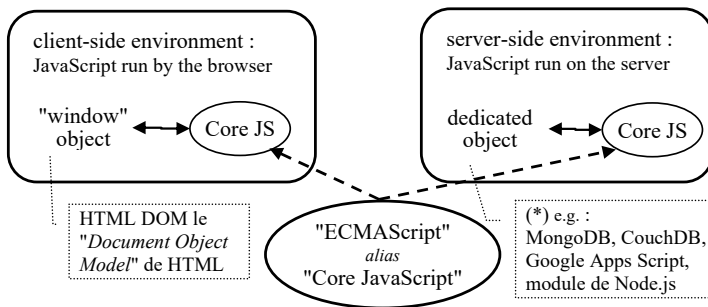 client-side environment :
JavaScript run by the browser
"window"
object
Core JS
server-side environment :
JavaScript run on the server
dedicated
object
Core JS
HTML DOM le
"Document Object
Model" de HTML
"ECMAScript"
alias
"Core JavaScript"
(*) e.g. :
MongoDB, CouchDB,
Google Apps Script,
module de Node.js